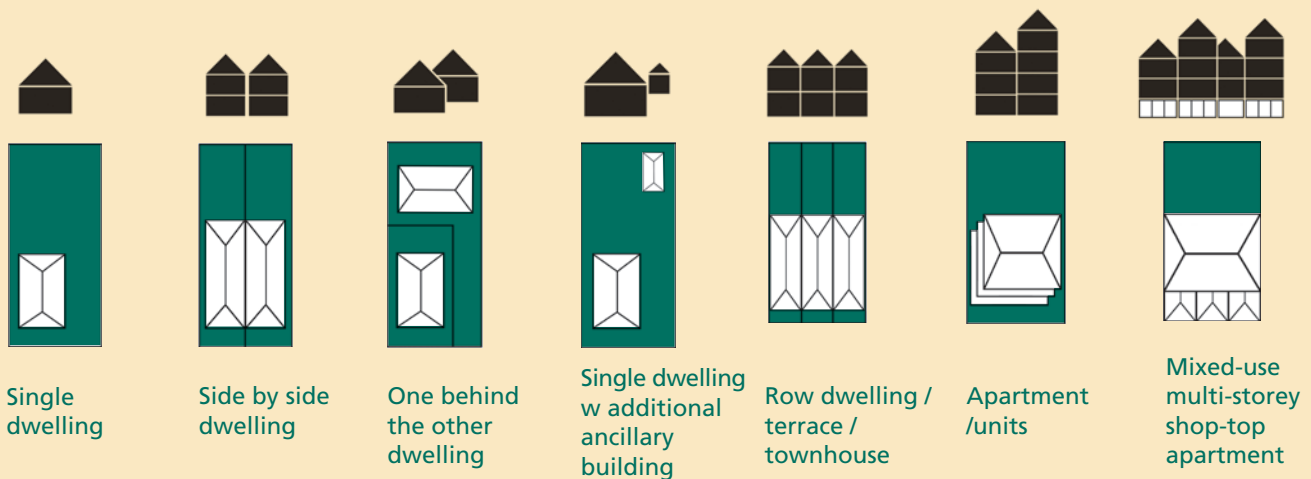 Single
dwelling
Side by side
dwelling
One behind
the other
dwelling
Single dwelling
w additional
ancillary
building
Row dwelling /
terrace /
townhouse
Apartment
/units
Mixed-use
multi-storey
shop-top
apartment